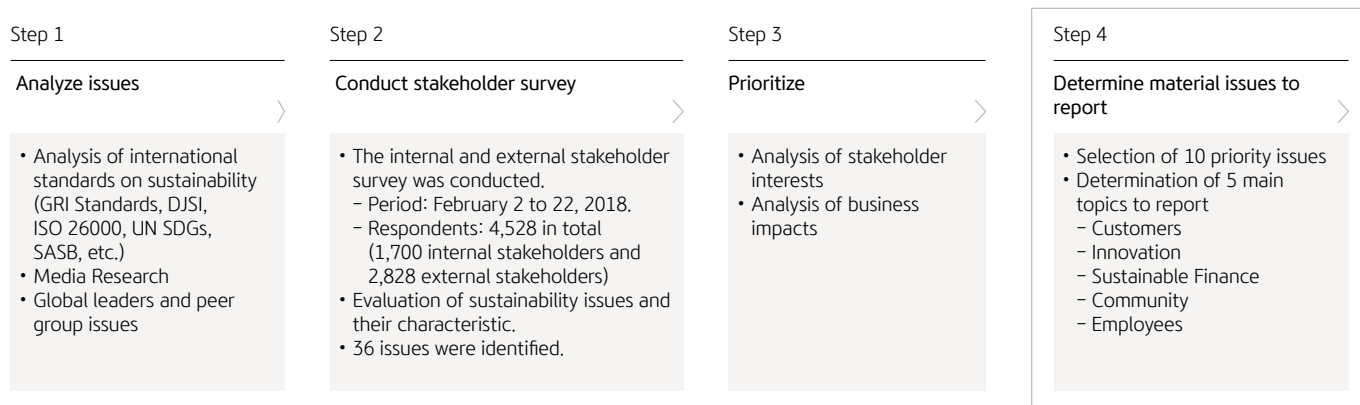 Step 1
Analyze issues
• Analysis of international
standards on sustainability
(GRI Standards, DJSI,
ISO 26000, UN SDGs,
SASB, etc.)
• Media Research
• Global leaders and peer
group issues
Step 2
Conduct stakeholder survey
• The internal and external stakeholder
survey was conducted.
– Period: February 2 to 22, 2018.
– Respondents: 4,528 in total
(1,700 internal stakeholders and
2,828 external stakeholders)
• Evaluation of sustainability issues and
their characteristic.
• 36 issues were identified.
Step 3
Prioritize
• Analysis of stakeholder
interests
• Analysis of business
impacts
Step 4
Determine material issues to
report
• Selection of 10 priority issues
• Determination of 5 main
topics to report
– Customers
– Innovation
– Sustainable Finance
– Community
– Employees